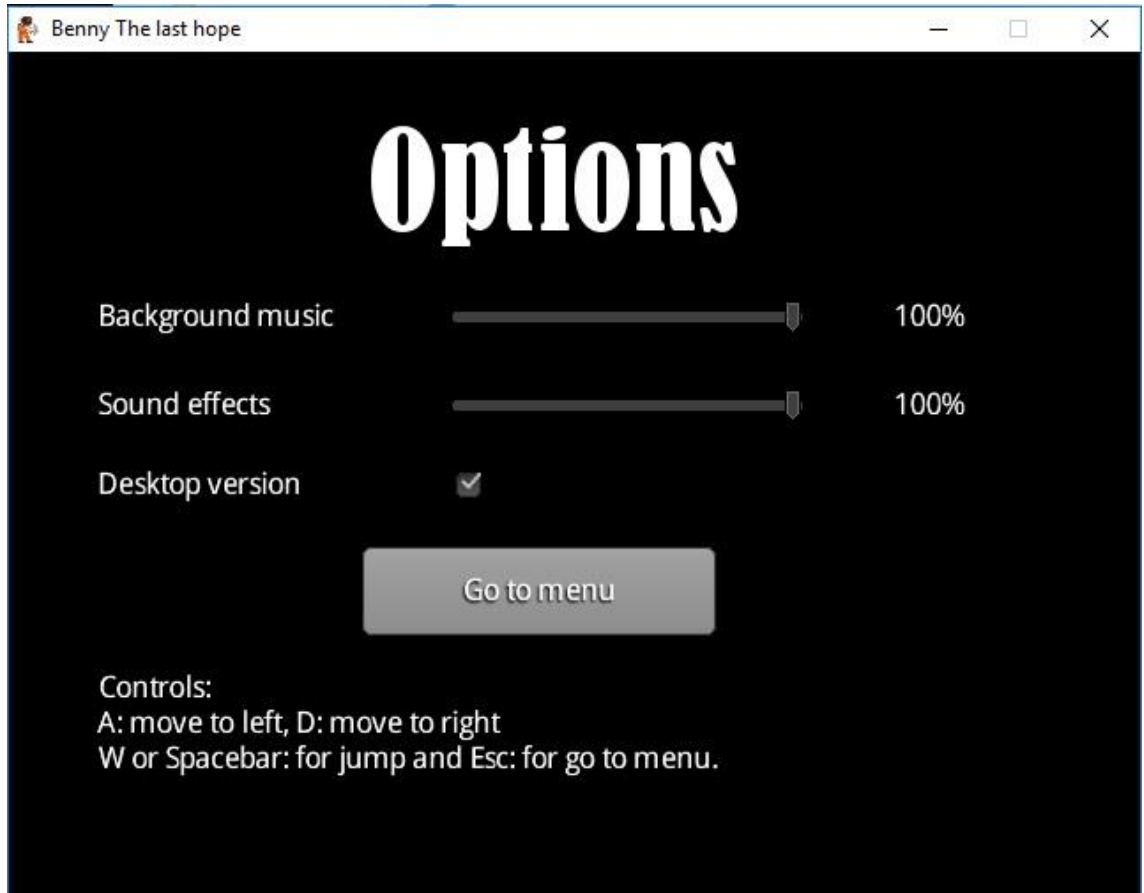 Benny The last hope
Options
Background music 100%
Sound effects 100%
Desktop version
Go to menu
Controls:
A: move to left, D: move to right
W or Spacebar: for jump and Esc: for go to menu.